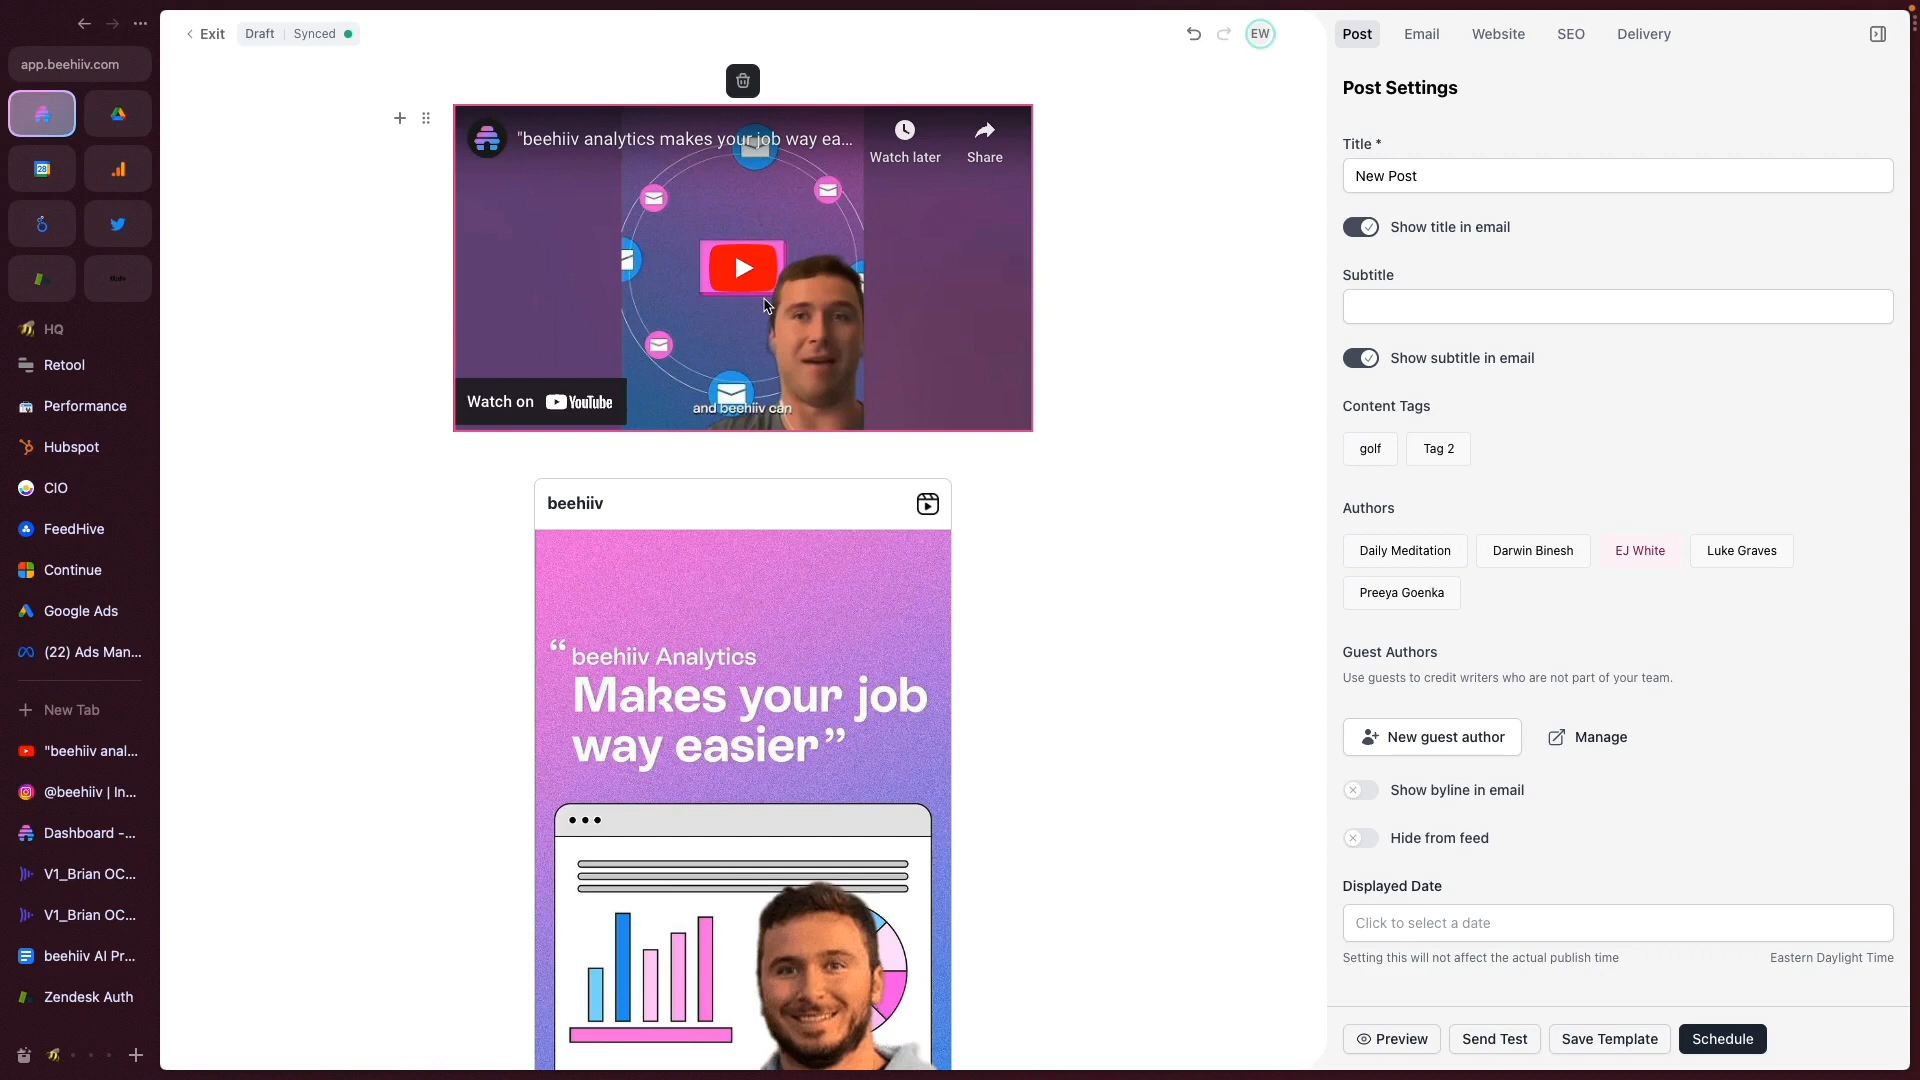 app.beehiiv.com
28
HQ
Retool
Performance
Hubspot
CIO
FeedHive
Continue
Google Ads
(22) Ads Man...
New Tab
"beehiiv anal...
@beehiiv | In...
Dashboard -...
V1_Brian OC...
V1_Brian OC...
beehiiv AI Pr...
Zendesk Auth
Exit
Draft
Synced
EW
"beehiiv analytics makes your job way ea...
Watch later
Share
Watch on YouTube
and beehiiv can
beehiiv
“ beehiiv Analytics
Makes your job
way easier”
Post Email Website SEO Delivery
Post Settings
Title *
New Post
Show title in email
Subtitle
Show subtitle in email
Content Tags
golf Tag 2
Authors
Daily Meditation Darwin Binesh EJ White Luke Graves
Preeya Goenka
Guest Authors
Use guests to credit writers who are not part of your team.
New guest author Manage
Show byline in email
Hide from feed
Displayed Date
Click to select a date
Setting this will not affect the actual publish time Eastern Daylight Time
Preview Send Test Save Template Schedule